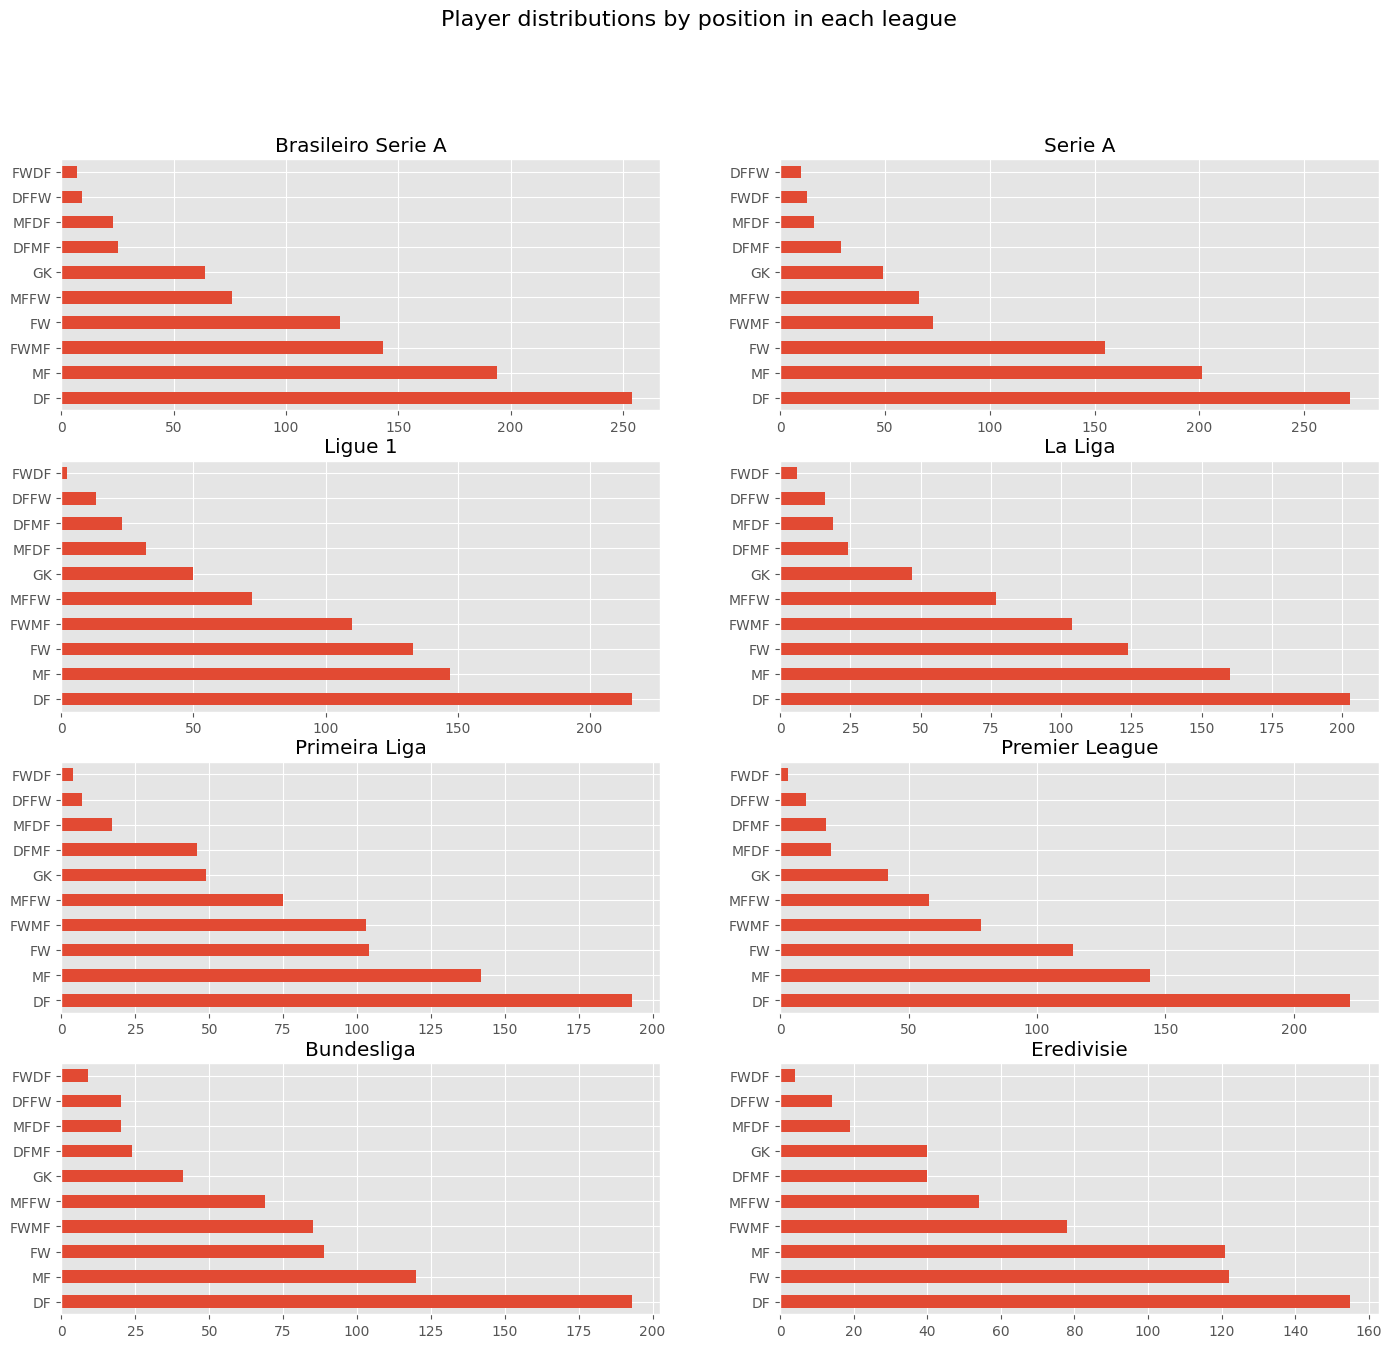 Player distributions by position in each league
Brasileiro Serie A
FWDF
DFFW
MFDF
DFMF
GK
MFFW
FW
FWMF
MF
DF
0 50 100 150 200 250
Serie A
DFFW
FWDF
MFDF
DFMF
GK
MFFW
FWMF
FW
MF
DF
0 50 100 150 200 250
Ligue 1
FWDF
DFFW
DFMF
MFDF
GK
MFFW
FWMF
FW
MF
DF
0 50 100 150 200
La Liga
FWDF
DFFW
MFDF
DFMF
GK
MFFW
FWMF
FW
MF
DF
0 25 50 75 100 125 150 175 200
Primeira Liga
FWDF
DFFW
MFDF
DFMF
GK
MFFW
FWMF
FW
MF
DF
0 25 50 75 100 125 150 175 200
Premier League
FWDF
DFFW
DFMF
MFDF
GK
MFFW
FWMF
FW
MF
DF
0 50 100 150 200
Bundesliga
FWDF
DFFW
MFDF
DFMF
GK
MFFW
FWMF
FW
MF
DF
0 25 50 75 100 125 150 175 200
Eredivisie
FWDF
DFFW
MFDF
GK
DFMF
MFFW
FWMF
MF
FW
DF
0 20 40 60 80 100 120 140 160